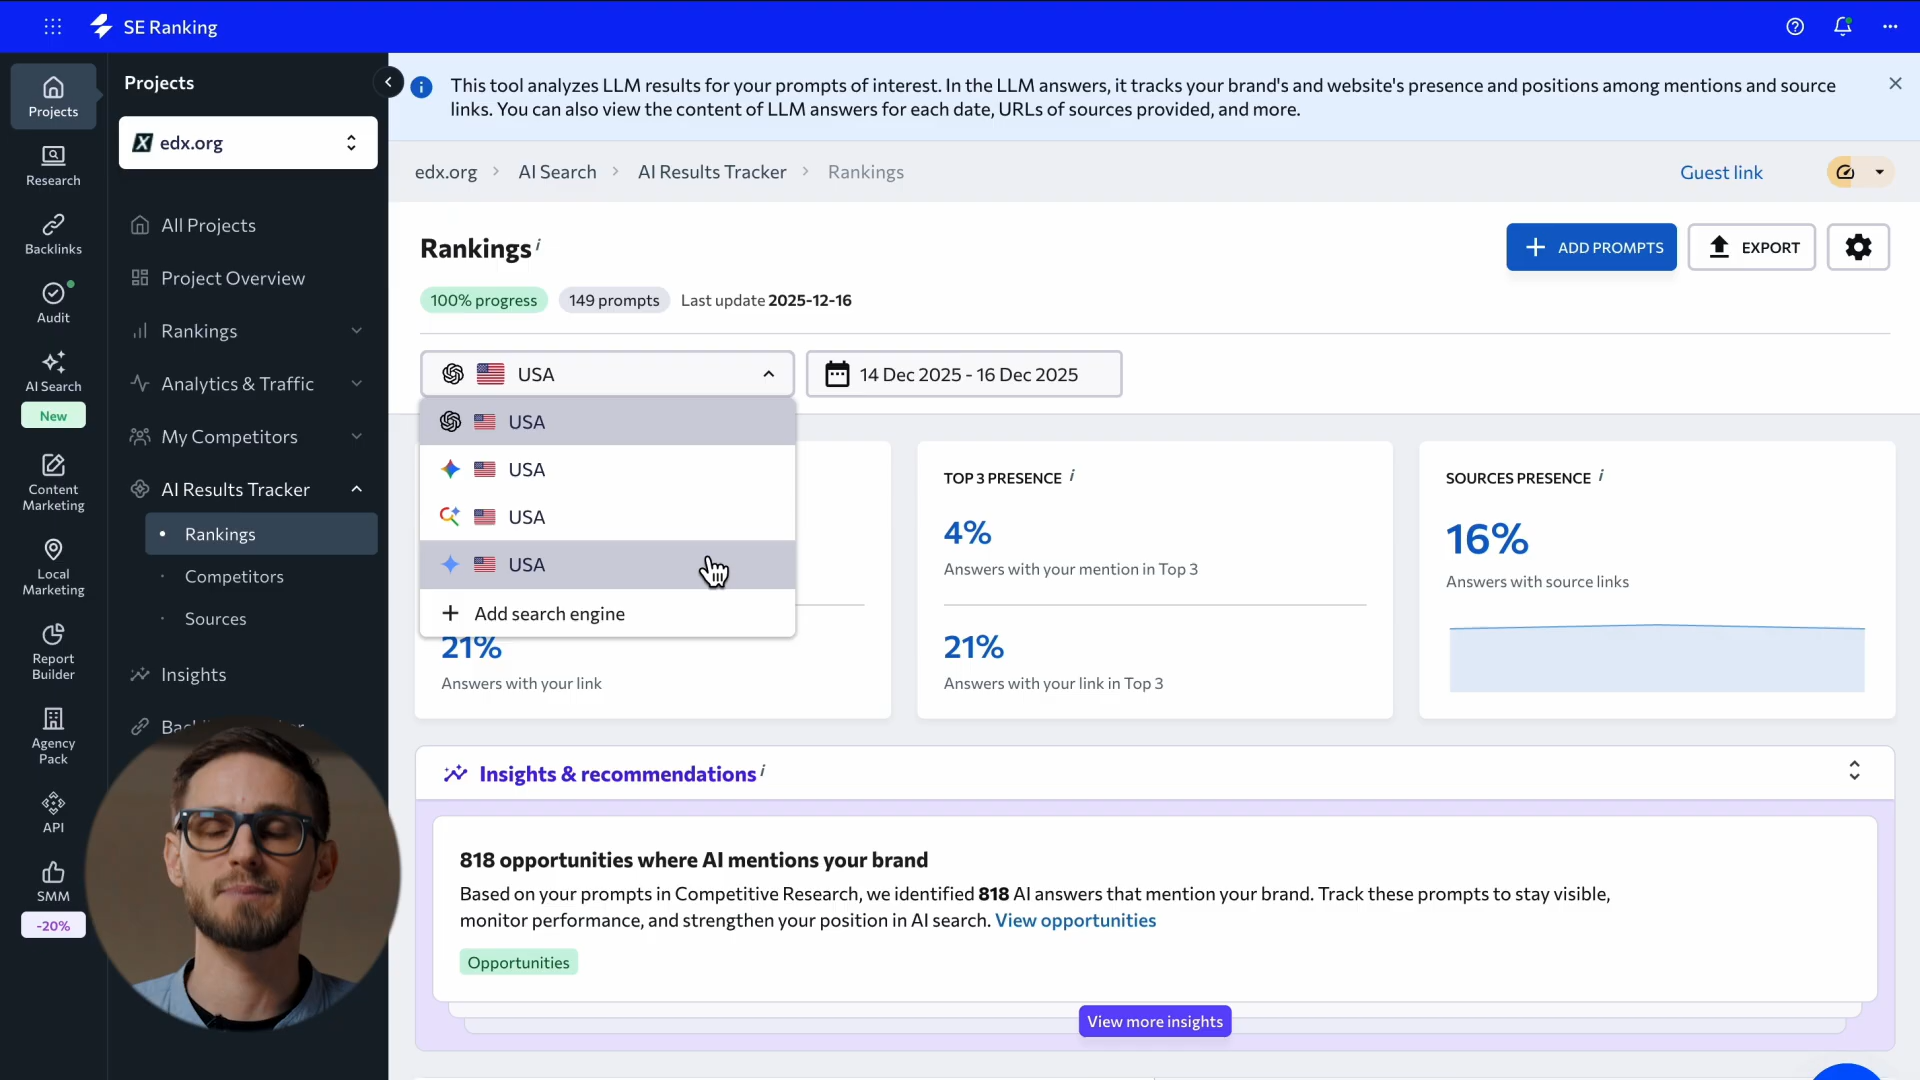 SE Ranking
Projects
Research
Backlinks
Audit
AI Search
New
Content
Marketing
Local
Marketing
Report
Builder
Agency
Pack
API
SMM
-20%
Projects
edx.org
All Projects
Project Overview
Rankings
Analytics & Traffic
My Competitors
AI Results Tracker
Rankings
Competitors
Sources
Insights
This tool analyzes LLM results for your prompts of interest. In the LLM answers, it tracks your brand's and website's presence and positions among mentions and source
links. You can also view the content of LLM answers for each date, URLs of sources provided, and more.
edx.org > AI Search > AI Results Tracker > Rankings
Guest link
Rankings i
+ ADD PROMPTS
EXPORT
100% progress 149 prompts Last update 2025-12-16
USA
14 Dec 2025 - 16 Dec 2025
USA
USA
USA
USA
+ Add search engine
21%
Answers with your link
TOP 3 PRESENCE i
4%
Answers with your mention in Top 3
21%
Answers with your link in Top 3
SOURCES PRESENCE i
16%
Answers with source links
Insights & recommendations i
818 opportunities where AI mentions your brand
Based on your prompts in Competitive Research, we identified 818 AI answers that mention your brand. Track these prompts to stay visible,
monitor performance, and strengthen your position in AI search. View opportunities
Opportunities
View more insights